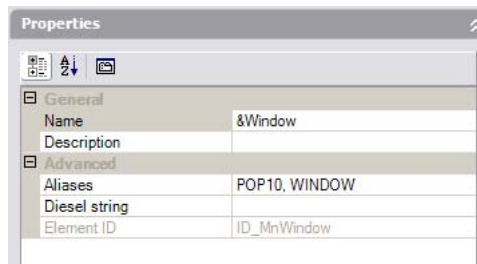 Properties
General
Name &Window
Description
Advanced
Aliases POP10, WINDOW
Diesel string
Element ID ID_MnWindow